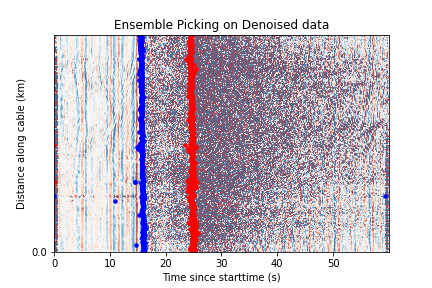 Ensemble Picking on Denoised data
Distance along cable (km)
0.0
0 10 20 30 40 50
Time since starttime (s)